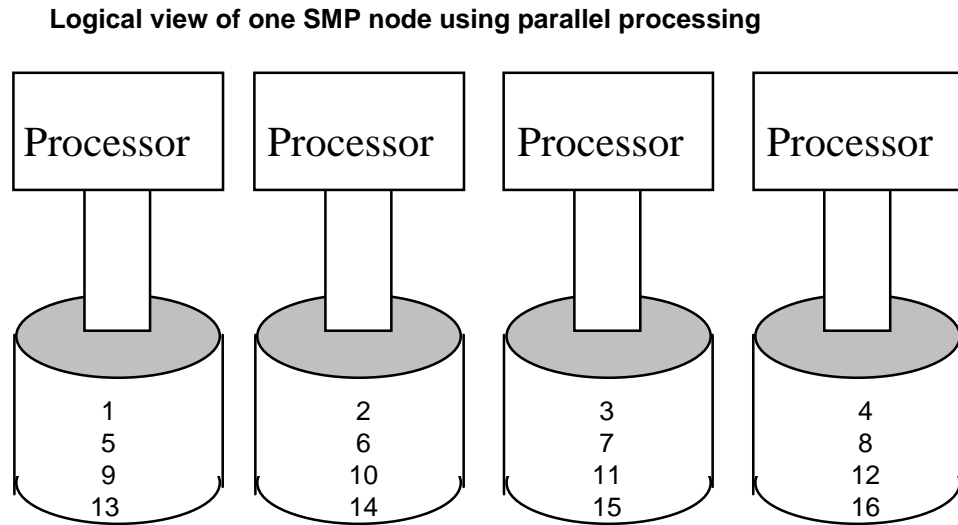 Logical view of one SMP node using parallel processing
Processor Processor Processor Processor
1 2 3 4
5 6 7 8
9 10 11 12
13 14 15 16